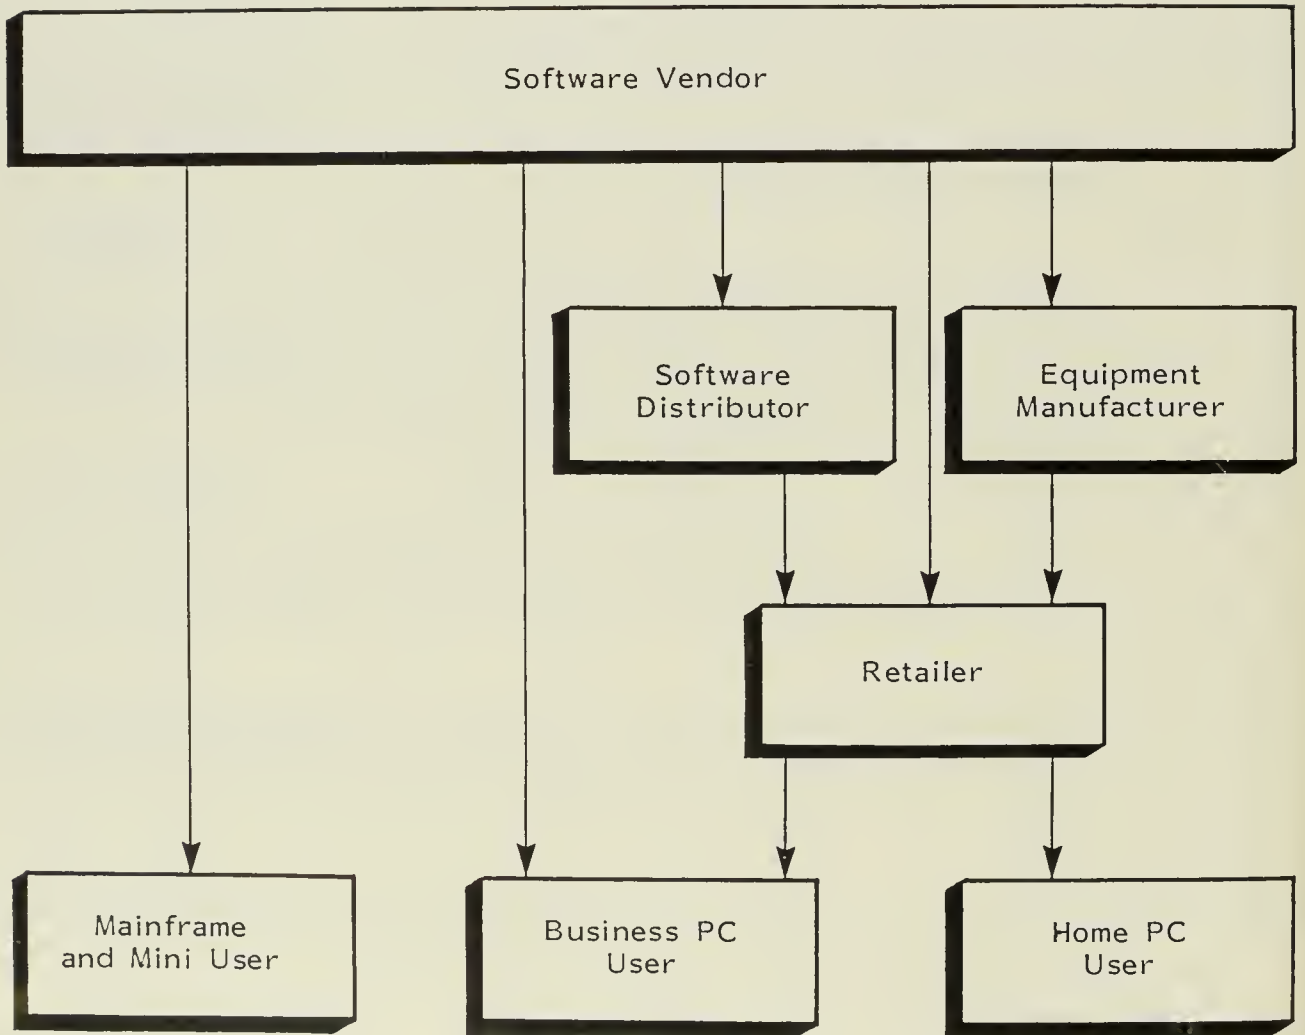 Software Vendor
Software
Distributor
Equipment
Manufacturer
Retailer
Mainframe
and Mini User
Business PC
User
Home PC
User